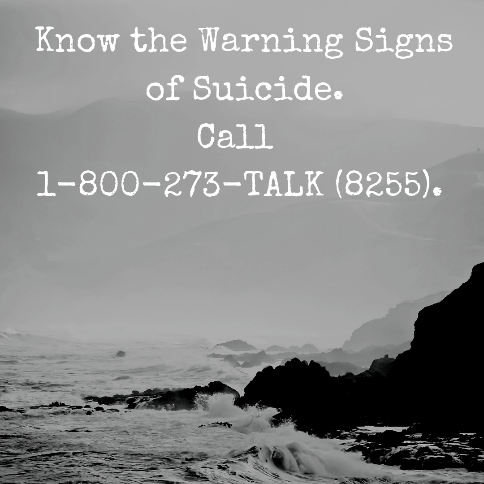 Know the Warning Signs
of Suicide.
Call
1-800-273-TALK (8255).